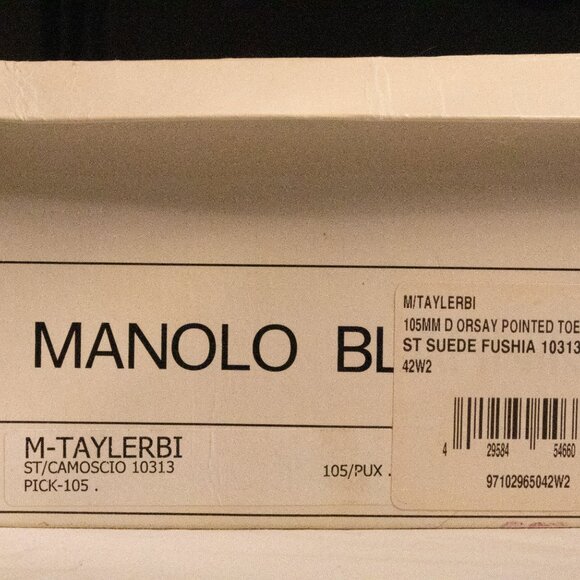 MANOLO BL
M-TAYLERBI
ST/CAMOSCIO 10313
PICK-105 .
105/PUX .
M/TAYLERBI
105MM D ORSAY POINTED TOE
ST SUEDE FUSHIA 10313
42W2
4 29584 54660
97102965042W2